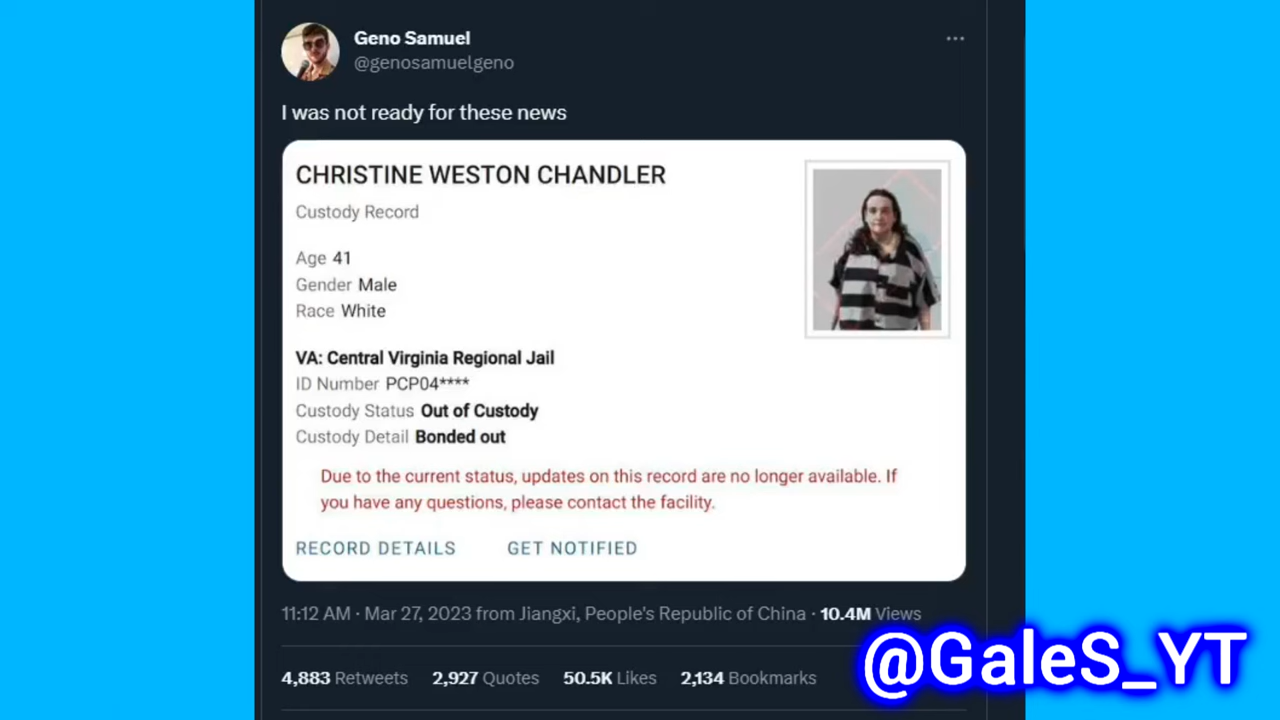 Geno Samuel
@genosamuelgeno
I was not ready for these news
CHRISTINE WESTON CHANDLER
Custody Record
Age 41
Gender Male
Race White
VA: Central Virginia Regional Jail
ID Number PCP04****
Custody Status Out of Custody
Custody Detail Bonded out
Due to the current status, updates on this record are no longer available. If
you have any questions, please contact the facility.
RECORD DETAILS GET NOTIFIED
11:12 AM · Mar 27, 2023 from Jiangxi, People's Republic of China · 10.4M Views
4,883 Retweets 2,927 Quotes 50.5K Likes 2,134 Bookmarks
@GaleS_YT